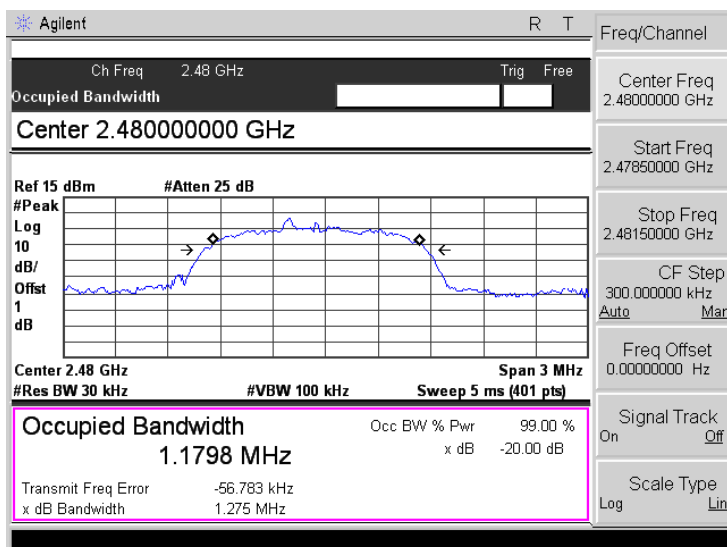 Agilent R T
Freq/Channel
Ch Freq 2.48 GHz Trig Free
Occupied Bandwidth
Center 2.480000000 GHz
Ref 15 dBm #Atten 25 dB
#Peak
Log
10
dB/
Offst
1
dB
Center 2.48 GHz Span 3 MHz
#Res BW 30 kHz #VBW 100 kHz Sweep 5 ms (401 pts)
Occupied Bandwidth
1.1798 MHz
Occ BW % Pwr 99.00 %
x dB -20.00 dB
Transmit Freq Error -56.783 kHz
x dB Bandwidth 1.275 MHz
Center Freq
2.48000000 GHz
Start Freq
2.47850000 GHz
Stop Freq
2.48150000 GHz
CF Step
300.000000 kHz
Auto Man
Freq Offset
0.00000000 Hz
Signal Track
On Off
Scale Type
Log Lin